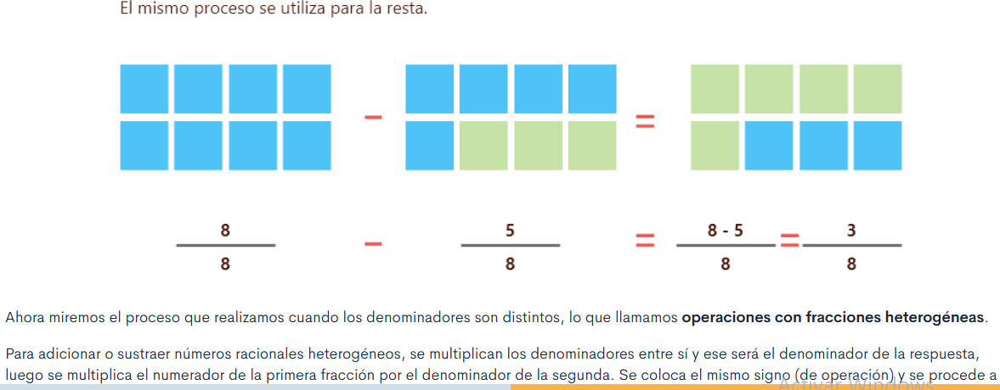 El mismo proceso se utiliza para la resta.
-
=
8
8
-
5
8
=
8 - 5
8
=
3
8
Ahora miremos el proceso que realizamos cuando los denominadores son distintos, lo que llamamos operaciones con fracciones heterogéneas.
Para adicionar o sustraer números racionales heterogéneos, se multiplican los denominadores entre sí y ese será el denominador de la respuesta,
luego se multiplica el numerador de la primera fracción por el denominador de la segunda. Se coloca el mismo signo (de operación) y se procede a
Activar Windows